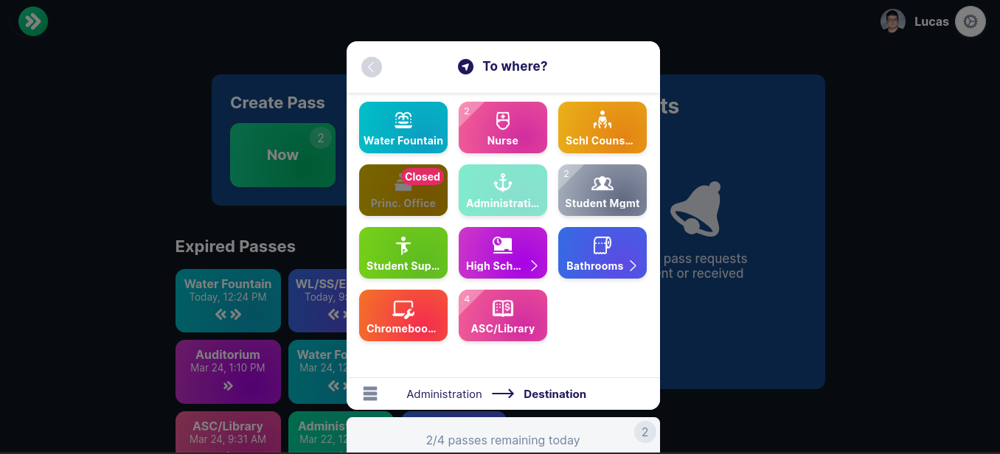 Lucas
To where?
Create Pass
ts
2
Now
Water Fountain
2
Nurse
Schl Couns...
Closed
Princ. Office
Administrati...
2
Student Mgmt
pass requests
nt or received
Student Sup...
High Sch...
Bathrooms
4
Chromeboo...
ASC/Library
Expired Passes
Water Fountain
Today, 12:24 PM
WL/SS/E
Today, 9:
Auditorium
Mar 24, 1:10 PM
Water Fo
Mar 24, 12
Administration
Destination
ASC/Library
Mar 24, 9:31 AM
Adminis
Mar 22, 12
2/4 passes remaining today
2